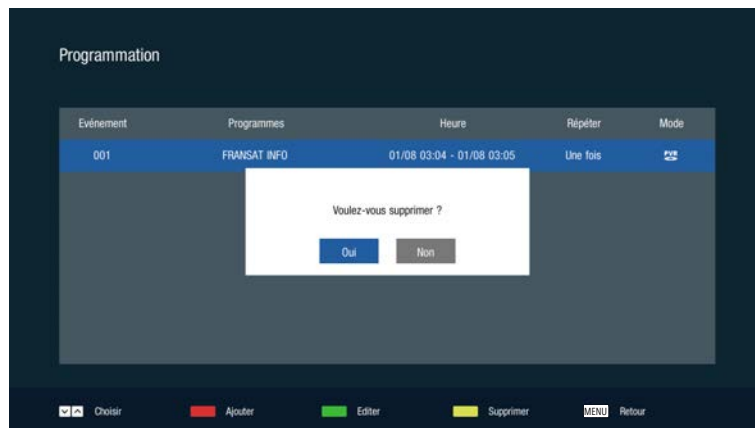 Programmation
Evénement Programmes Heure Répéter Mode
001 FRANSAT INFO 01/08 03:04 - 01/08 03:05 Une fois PVR
Voulez-vous supprimer ?
Oui Non
Choisir Ajouter Editer Supprimer MENU Retour